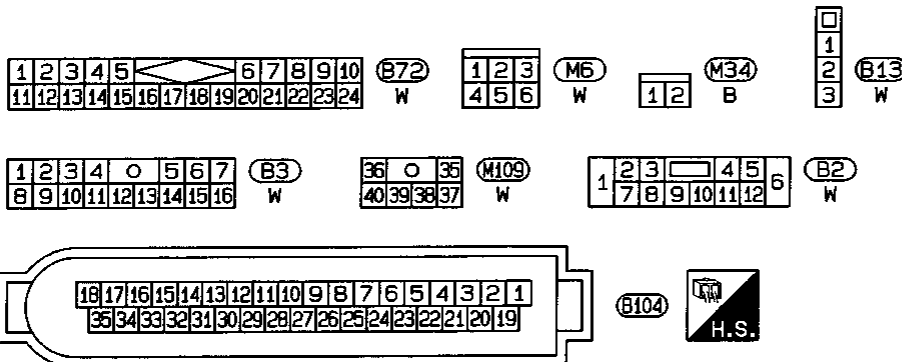 1 2 3 4 5 6 7 8 9 10 B72
11 12 13 14 15 16 17 18 19 20 21 22 23 24 W
1 2 3 M6
4 5 6 W
M34
1 2 B
1
2 B13
3 W
1 2 3 4 O 5 6 7 B3
8 9 10 11 12 13 14 15 16 W
36 O 35 M109
40 39 38 37 W
1 2 3 4 5 6 B2
7 8 9 10 11 12 W
18 17 16 15 14 13 12 11 10 9 8 7 6 5 4 3 2 1
35 34 33 32 31 30 29 28 27 26 25 24 23 22 21 20 19
B104
H.S.